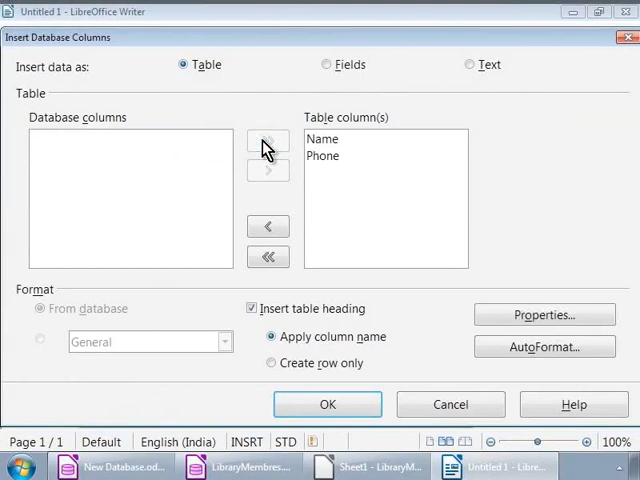 Untitled 1 - LibreOffice Writer
Insert Database Columns
Insert data as:
Table
Fields
Text
Table
Database columns
Table column(s)
Name
Phone
Format
From database
General
Insert table heading
Apply column name
Create row only
Properties...
AutoFormat...
OK
Cancel
Help
Page 1 / 1
Default
English (India)
INSRT
STD
100%
New Database.od...
LibraryMembres....
Sheet1 - LibraryM...
Untitled 1 - Libre...